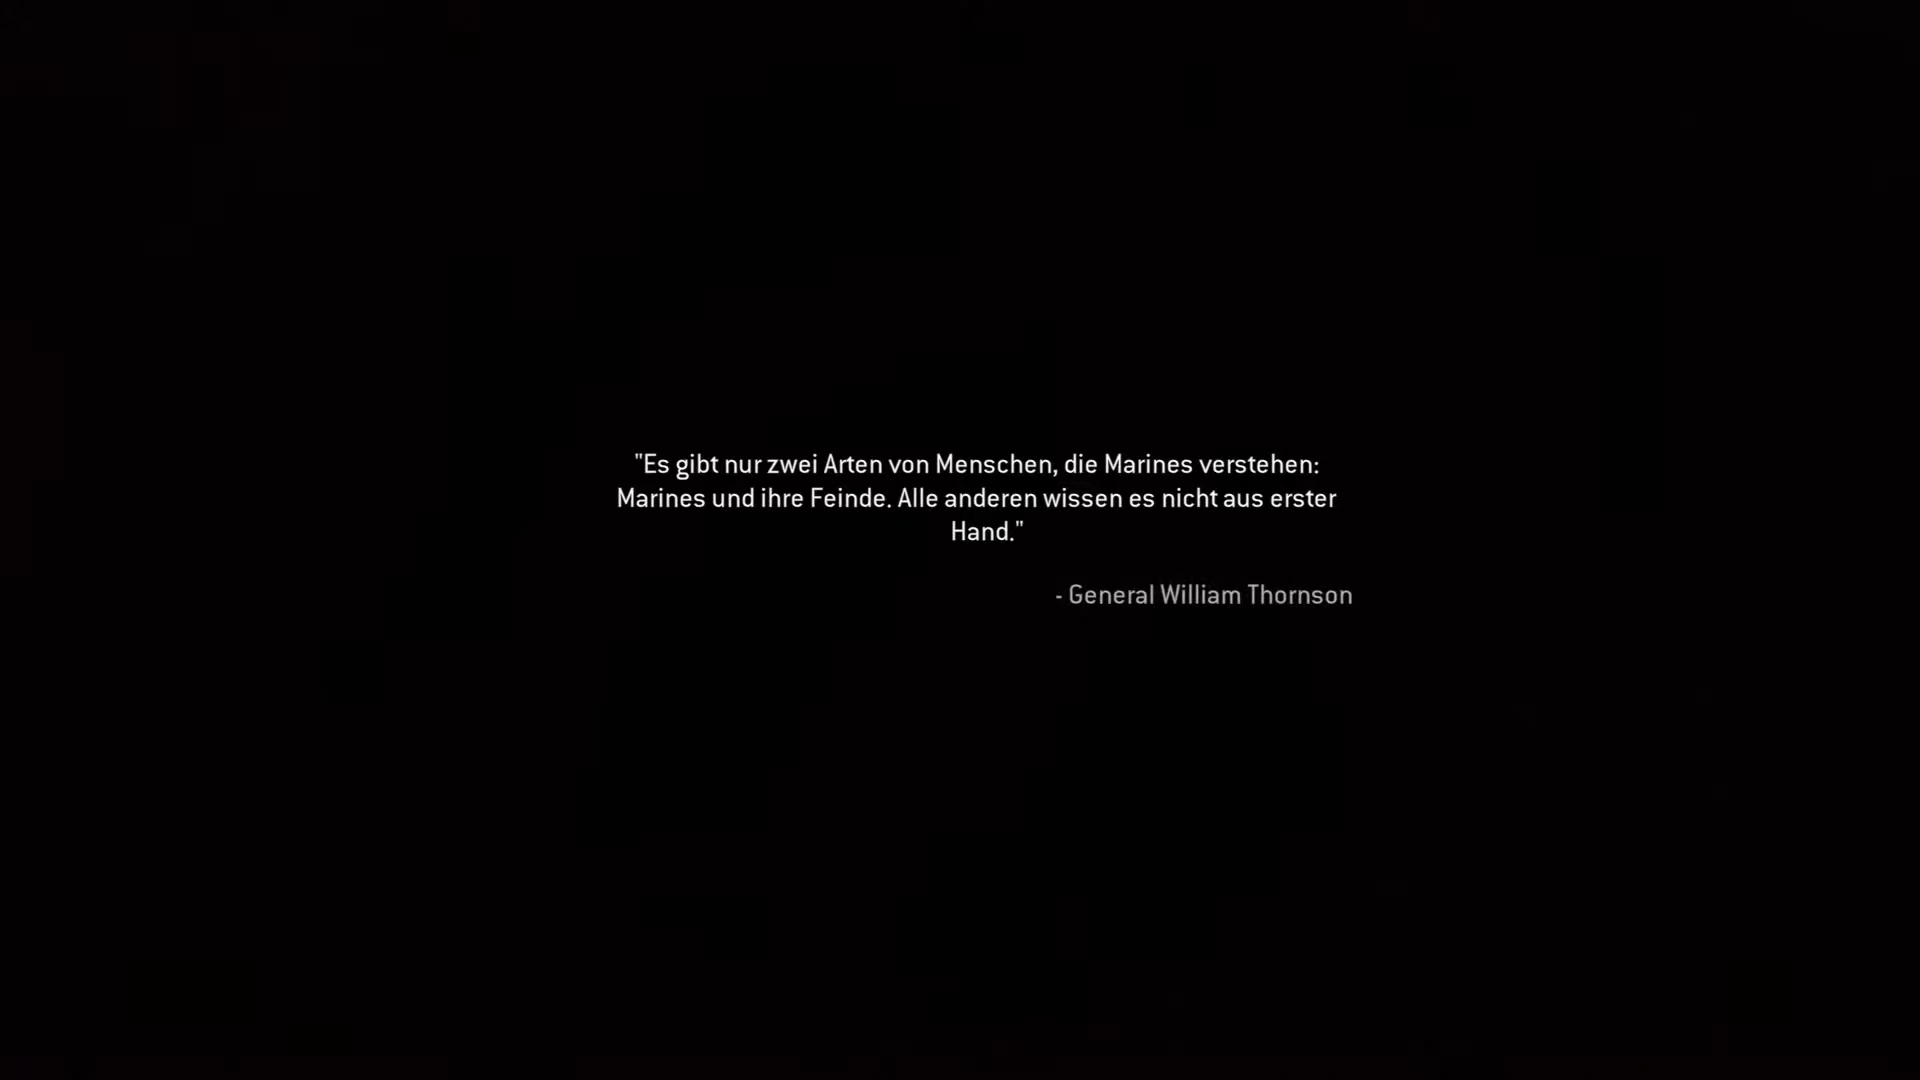 "Es gibt nur zwei Arten von Menschen, die Marines verstehen:
Marines und ihre Feinde. Alle anderen wissen es nicht aus erster
Hand."
- General William Thornson